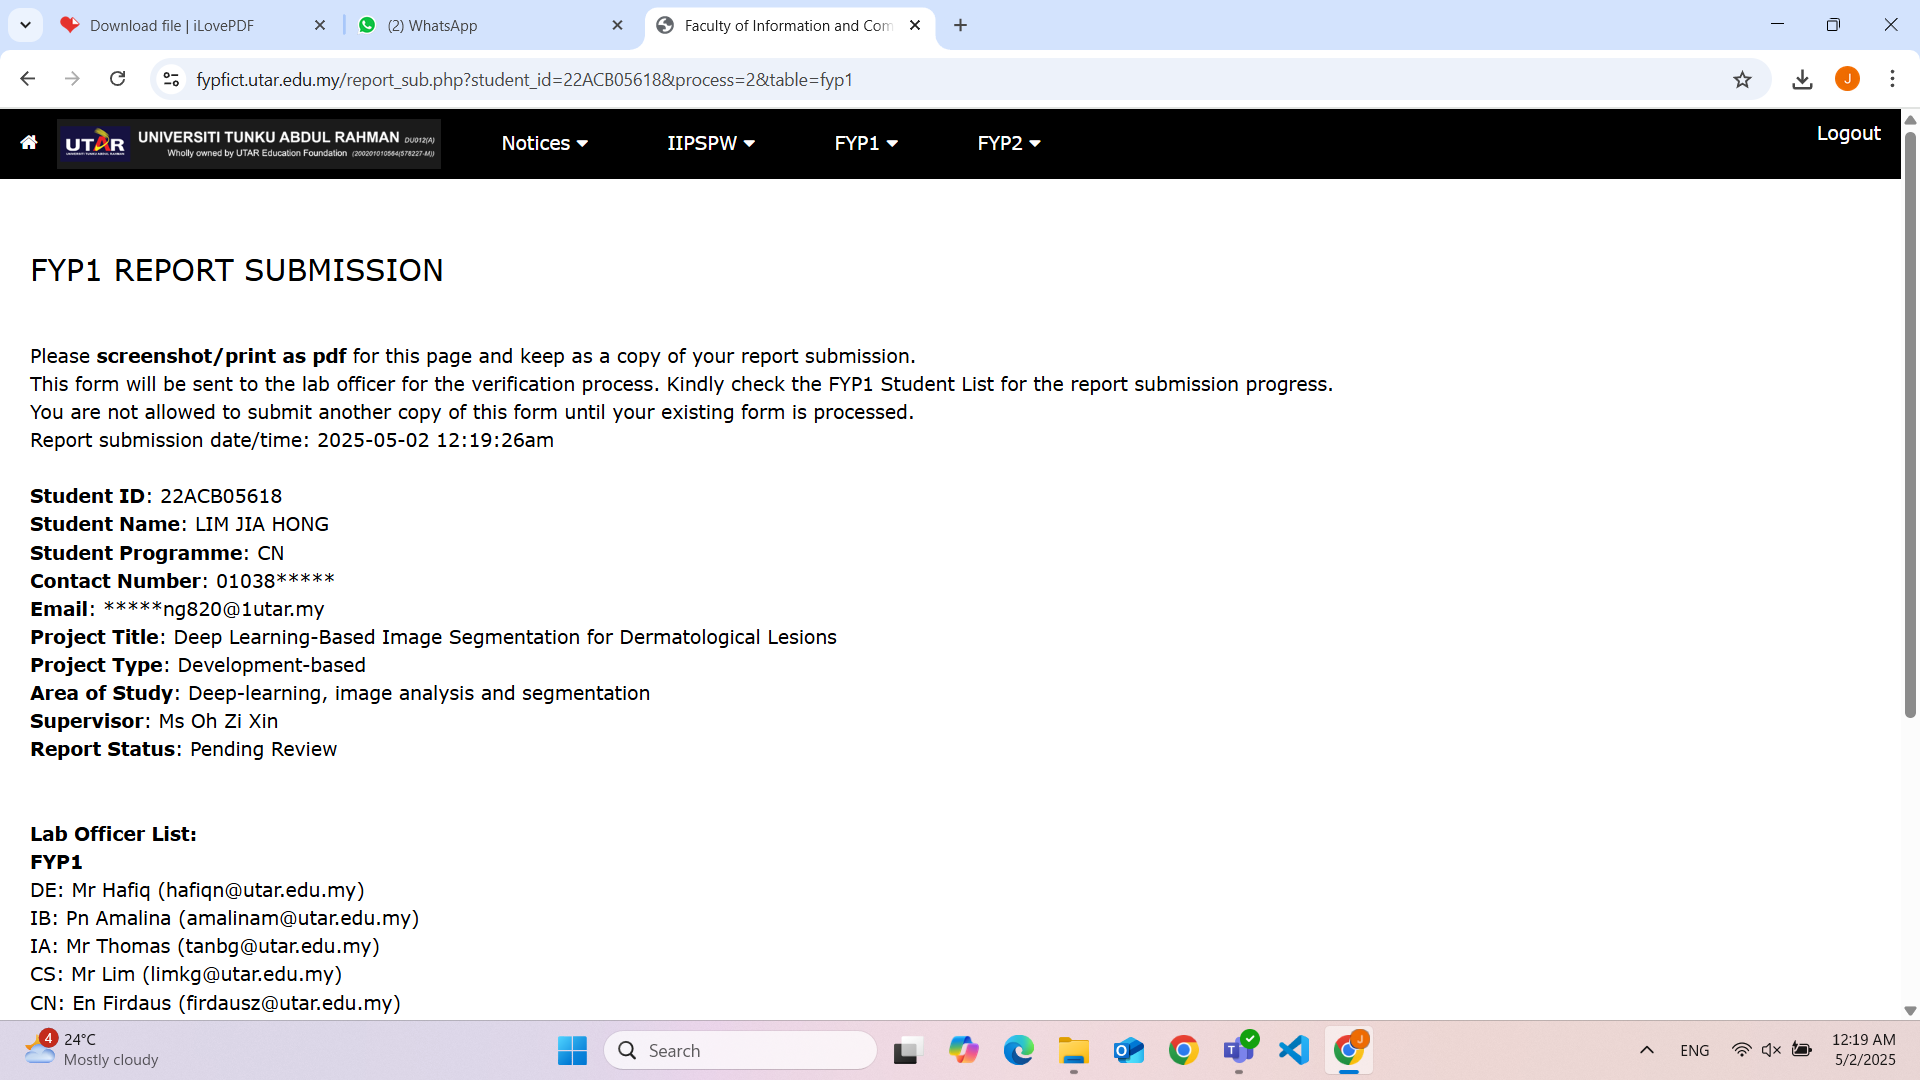 Download file | iLovePDF
(2) WhatsApp
Faculty of Information and Com
fypfict.utar.edu.my/report_sub.php?student_id=22ACB05618&process=2&table=fyp1
J
UTAR
UNIVERSITI TUNKU ABDUL RAHMAN DU012(A)
Wholly owned by UTAR Education Foundation (200201010564(578227-M))
Notices
IIPSPW
FYP1
FYP2
Logout
FYP1 REPORT SUBMISSION
Please screenshot/print as pdf for this page and keep as a copy of your report submission.
This form will be sent to the lab officer for the verification process. Kindly check the FYP1 Student List for the report submission progress.
You are not allowed to submit another copy of this form until your existing form is processed.
Report submission date/time: 2025-05-02 12:19:26am
Student ID: 22ACB05618
Student Name: LIM JIA HONG
Student Programme: CN
Contact Number: 01038*****
Email: *****ng820@1utar.my
Project Title: Deep Learning-Based Image Segmentation for Dermatological Lesions
Project Type: Development-based
Area of Study: Deep-learning, image analysis and segmentation
Supervisor: Ms Oh Zi Xin
Report Status: Pending Review
Lab Officer List:
FYP1
DE: Mr Hafiq (hafiqn@utar.edu.my)
IB: Pn Amalina (amalinam@utar.edu.my)
IA: Mr Thomas (tanbg@utar.edu.my)
CS: Mr Lim (limkg@utar.edu.my)
CN: En Firdaus (firdausz@utar.edu.my)
4
24°C
Mostly cloudy
Search
J
ENG
12:19 AM
5/2/2025